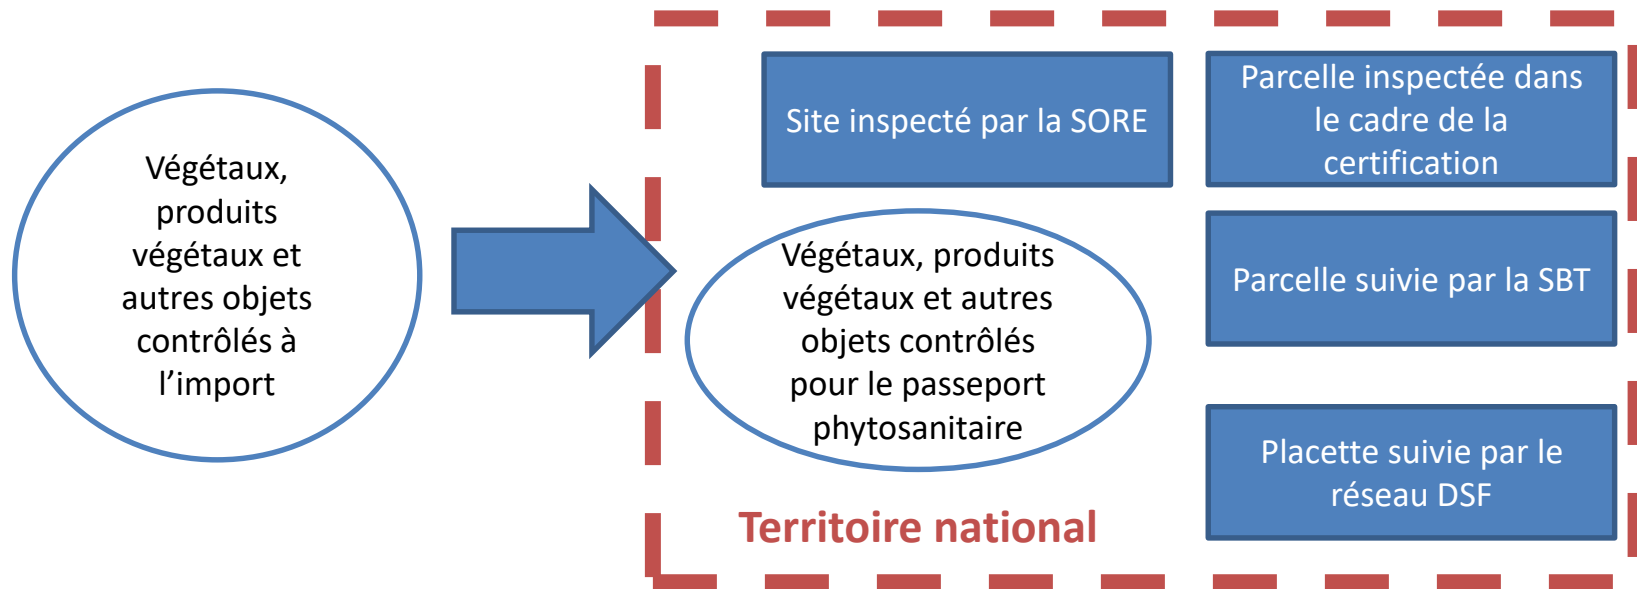 Végétaux,
produits
végétaux et
autres objets
contrôlés à
l’import
Site inspecté par la SORE
Parcelle inspectée dans
le cadre de la
certification
Végétaux, produits
végétaux et autres
objets contrôlés
pour le passeport
phytosanitaire
Parcelle suivie par la SBT
Placette suivie par le
réseau DSF
Territoire national